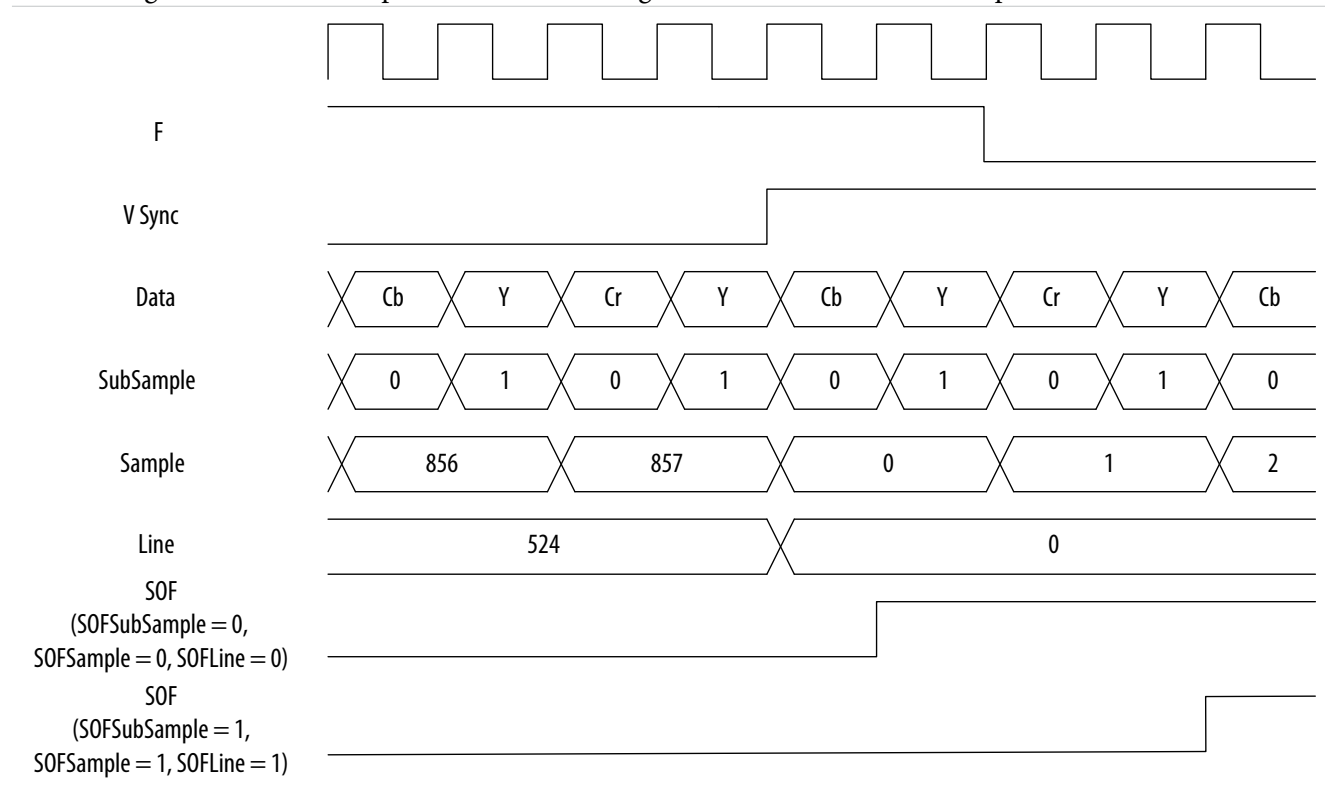 F
V Sync
Data Cb Y Cr Y Cb Y Cr Y Cb
SubSample 0 1 0 1 0 1 0 1 0
Sample 856 857 0 1 2
Line 524 0
SOF
(SOFSubSample = 0,
SOFSample = 0, SOFLine = 0)
SOF
(SOFSubSample = 1,
SOFSample = 1, SOFLine = 1)